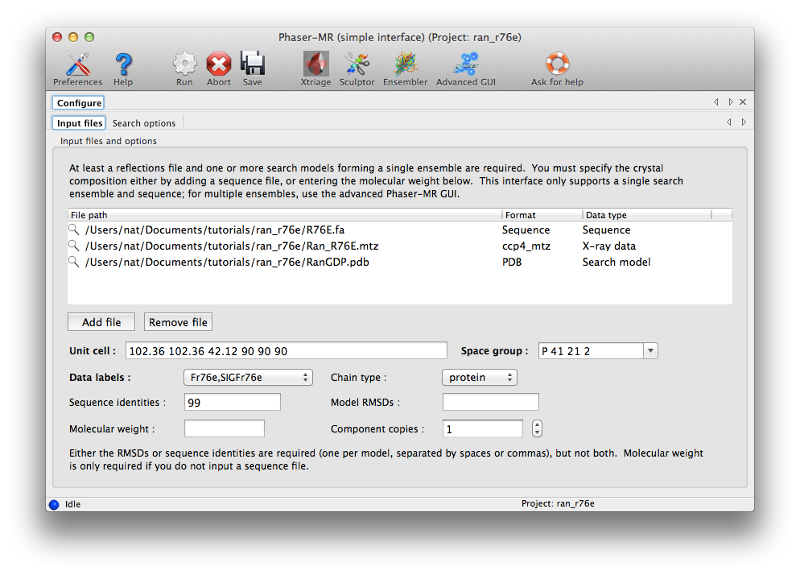 Phaser-MR (simple interface) (Project: ran_r76e)
Preferences Help Run Abort Save Xtriage Sculptor Ensembler Advanced GUI Ask for help
Configure
Input files Search options
Input files and options
At least a reflections file and one or more search models forming a single ensemble are required. You must specify the crystal
composition either by adding a sequence file, or entering the molecular weight below. This interface only supports a single search
ensemble and sequence; for multiple ensembles, use the advanced Phaser-MR GUI.
File path Format Data type
/Users/nat/Documents/tutorials/ran_r76e/R76E.fa Sequence Sequence
/Users/nat/Documents/tutorials/ran_r76e/Ran_R76E.mtz ccp4_mtz X-ray data
/Users/nat/Documents/tutorials/ran_r76e/RanGDP.pdb PDB Search model
Add file Remove file
Unit cell : 102.36 102.36 42.12 90 90 90 Space group : P 41 21 2
Data labels : Fr76e,SIGFr76e Chain type : protein
Sequence identities : 99 Model RMSDs :
Molecular weight : Component copies : 1
Either the RMSDs or sequence identities are required (one per model, separated by spaces or commas), but not both. Molecular weight
is only required if you do not input a sequence file.
Idle Project: ran_r76e